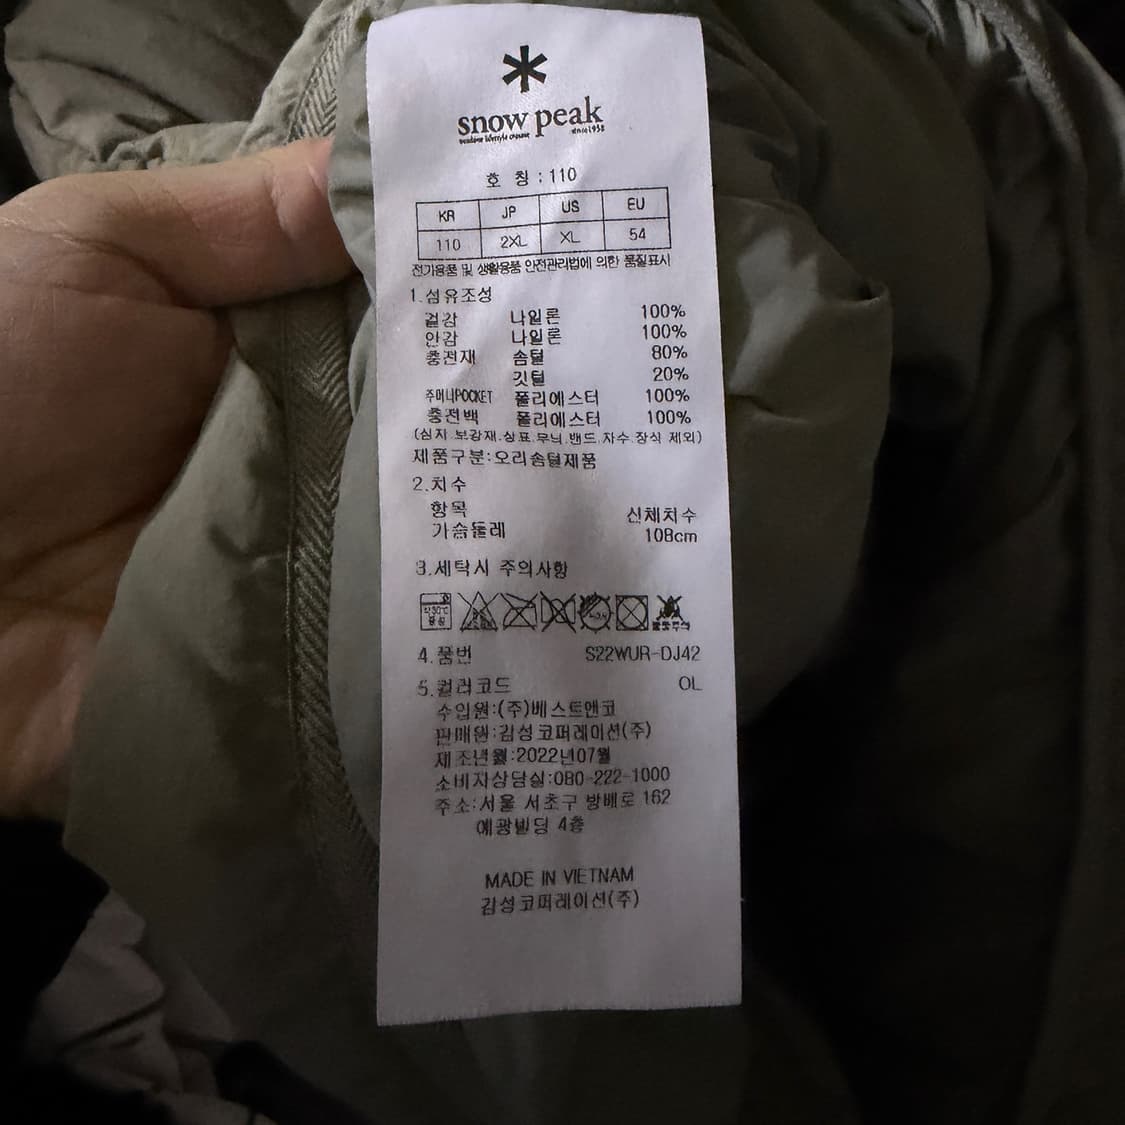 snow peak
since 1958
호 칭 : 110
KR JP US EU
110 2XL XL 54
전기용품 및 생활용품 안전관리법에 의한 품질표시
1.섬유조성
겉감 나일론 100%
안감 나일론 100%
충전재 솜털 80%
깃털 20%
주머니POCKET 폴리에스터 100%
충전백 폴리에스터 100%
(심지.보강재.상표.무늬.밴드.자수.장식 제외)
제품구분:오리솜털제품
2.치수
항목 신체치수
가슴둘레 108cm
3.세탁시 주의사항
약30℃
중성
4.품번 S22WUR-DJ42
5.컬러코드 OL
수입원:(주)베스트앤코
판매원:감성코퍼레이션(주)
제조년월:2022년07월
소비자상담실:080-222-1000
주소:서울 서초구 방배로 162
예광빌딩 4층
MADE IN VIETNAM
감성코퍼레이션(주)